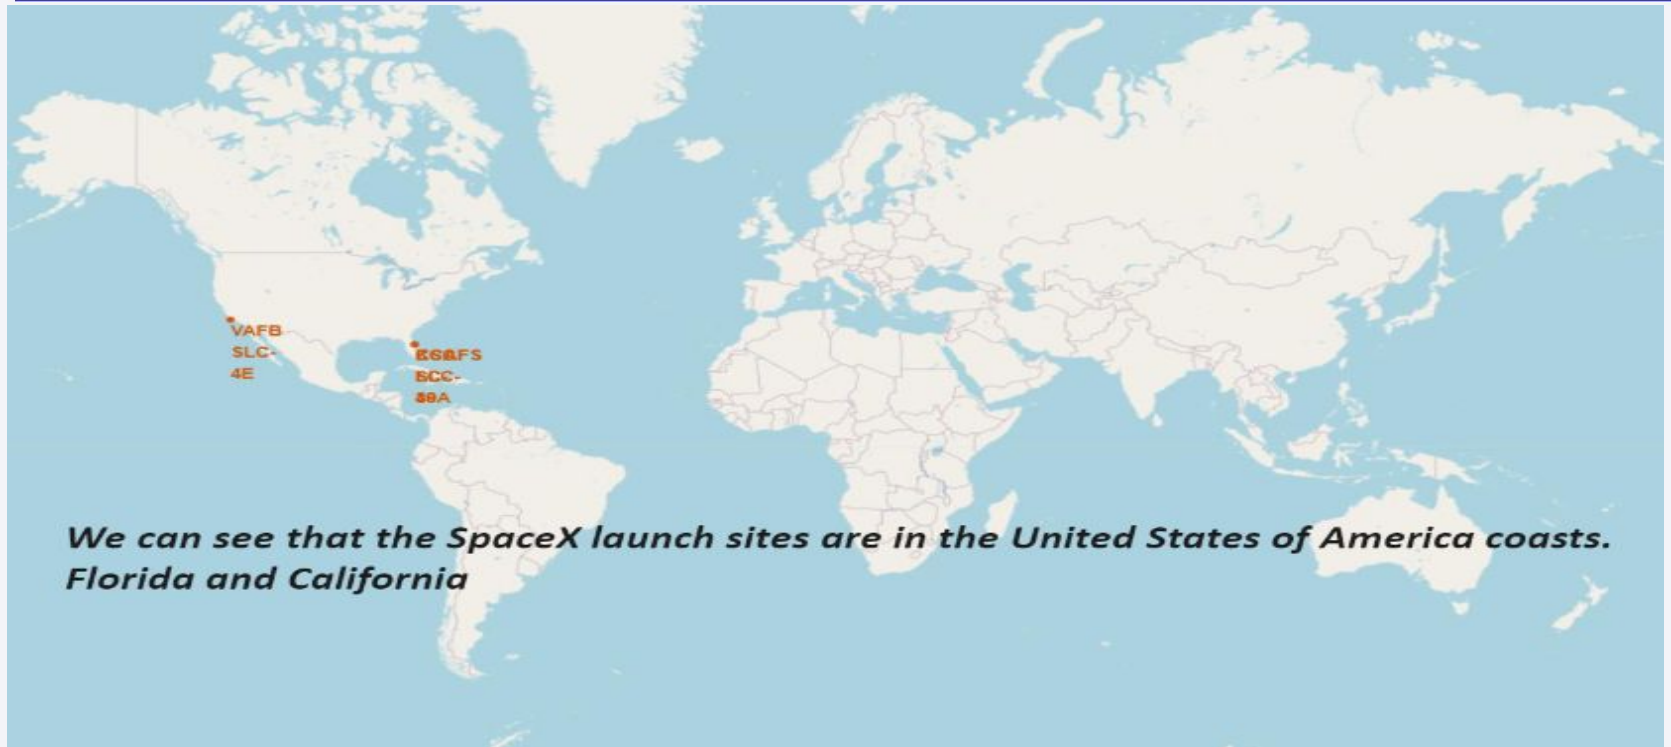 VAFB
SLC-
4E
We can see that the SpaceX launch sites are in the United States of America coasts.
Florida and California